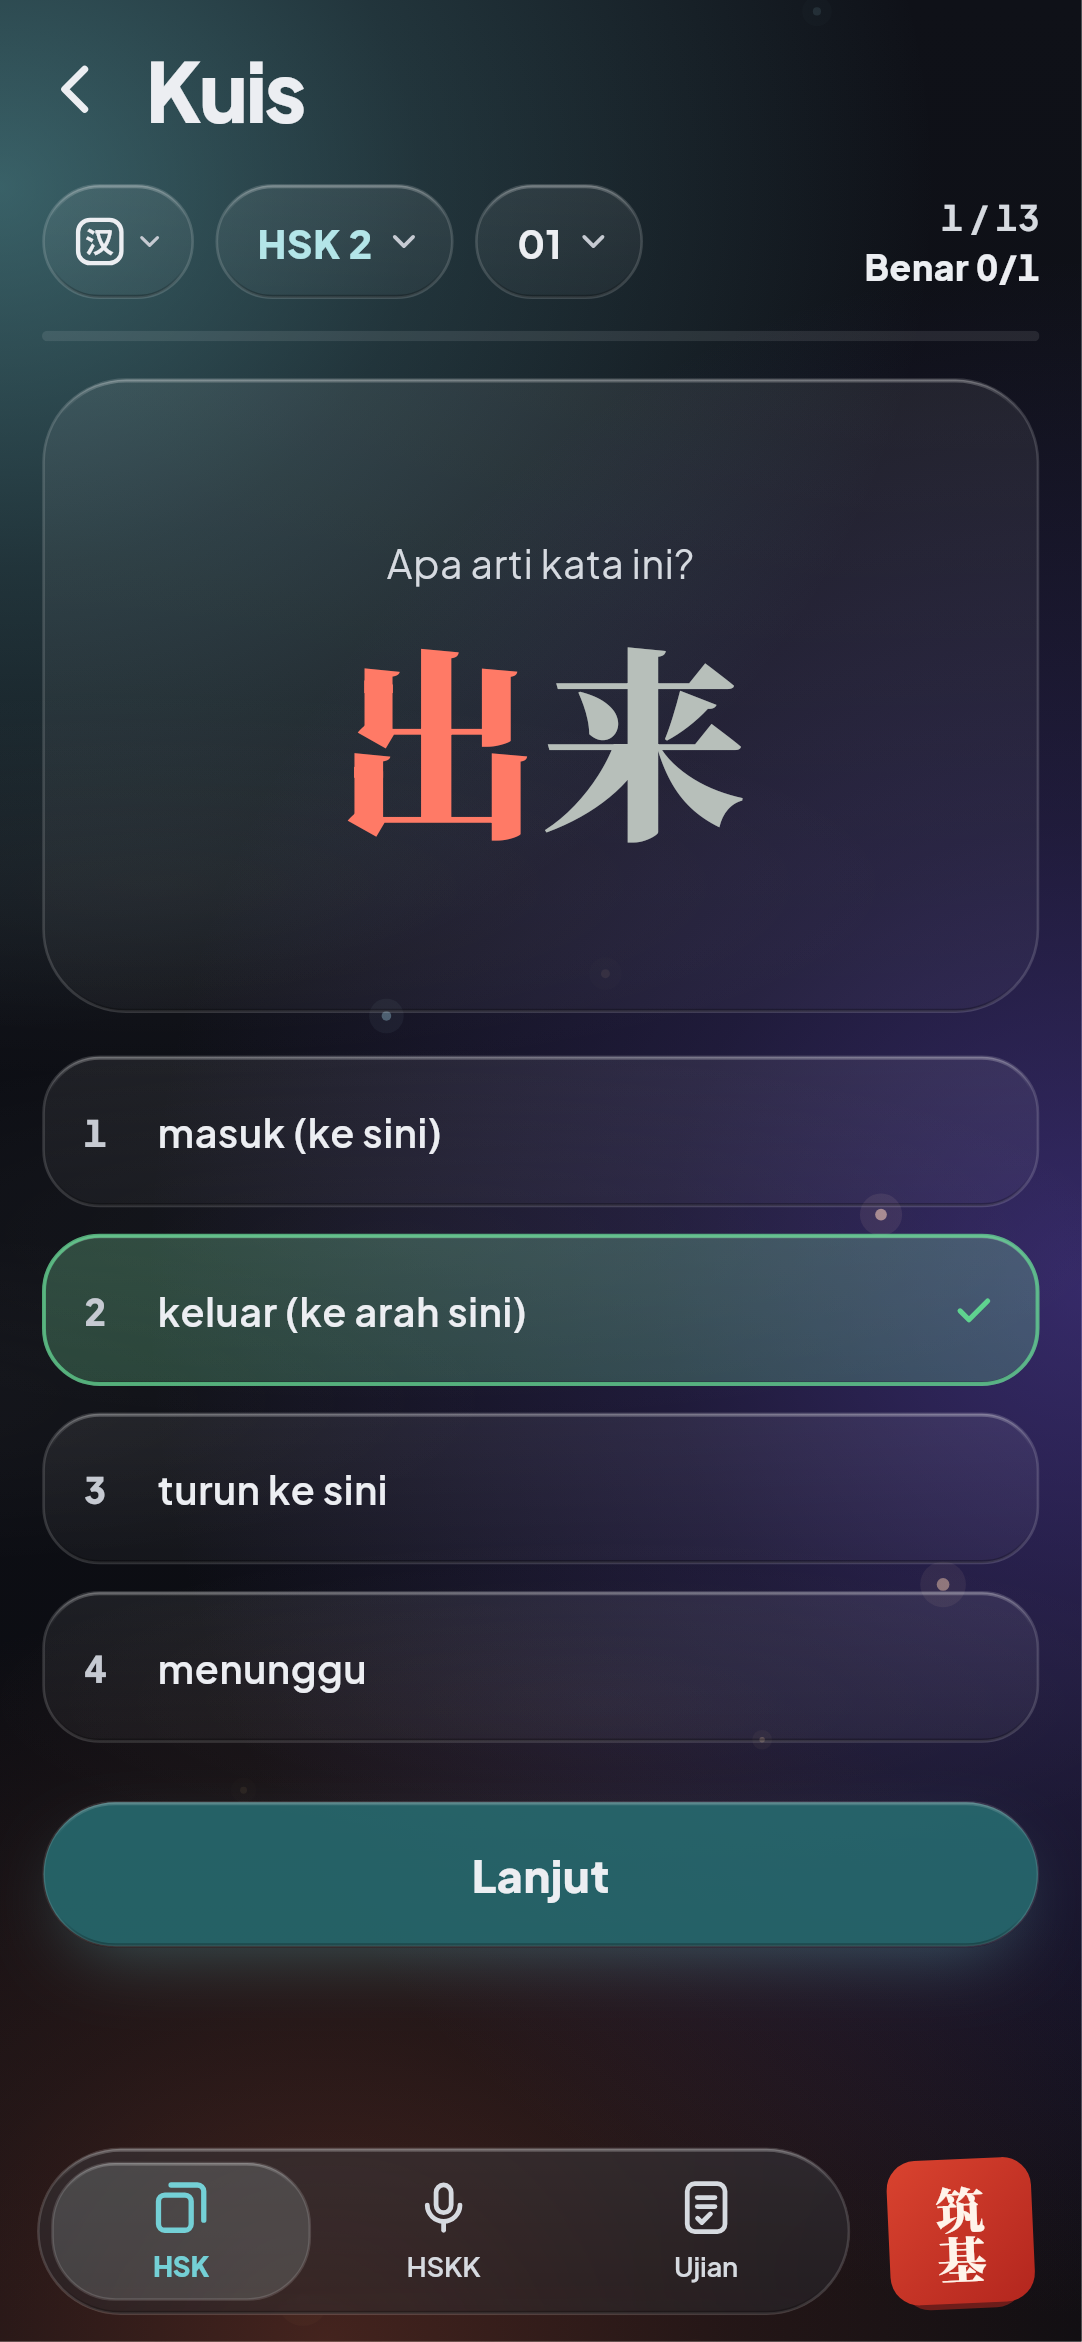 Kuis
汉
HSK 2
01
1 / 13
Benar 0/1
Apa arti kata ini?
出来
1 masuk (ke sini)
2 keluar (ke arah sini)
3 turun ke sini
4 menunggu
Lanjut
HSK
HSKK
Ujian
筑
基